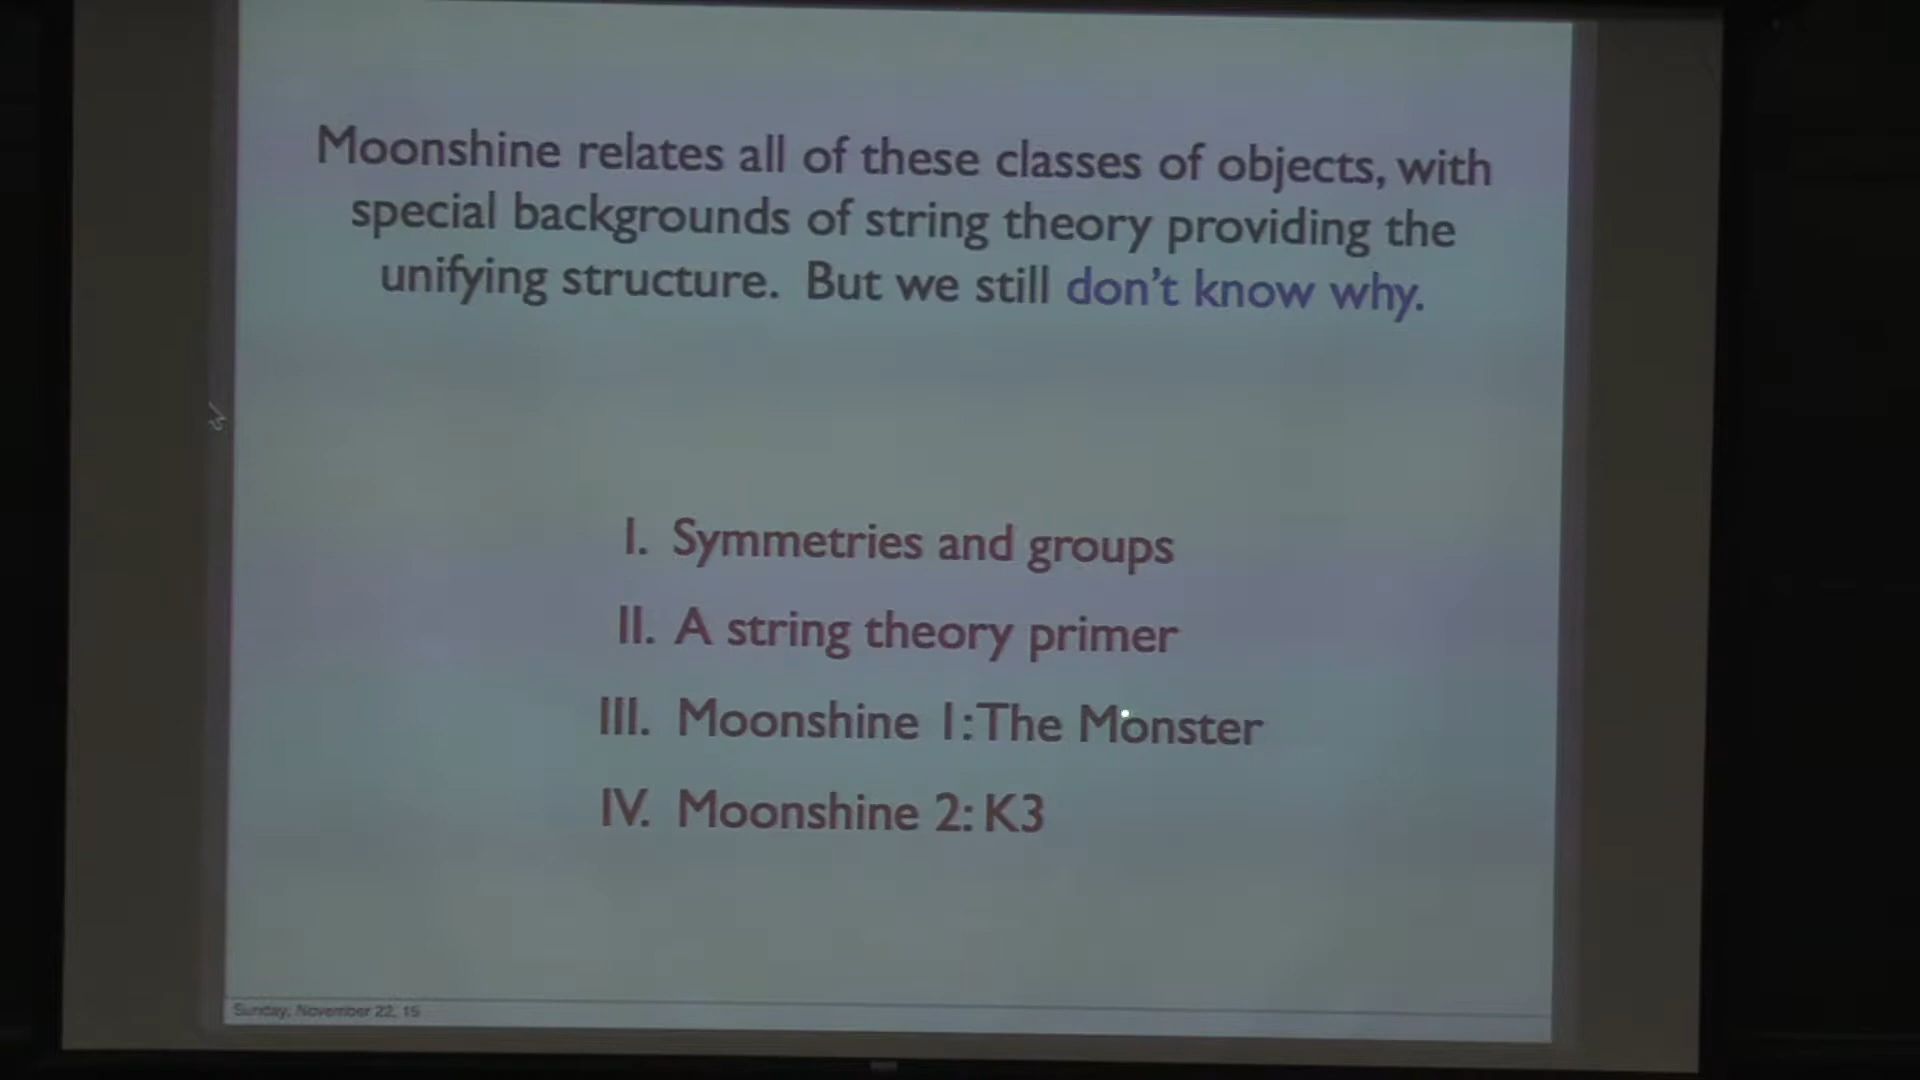 Moonshine relates all of these classes of objects, with
special backgrounds of string theory providing the
unifying structure. But we still don't know why.
I. Symmetries and groups
II. A string theory primer
III. Moonshine 1: The Monster
IV. Moonshine 2: K3
Sunday, November 22, 15